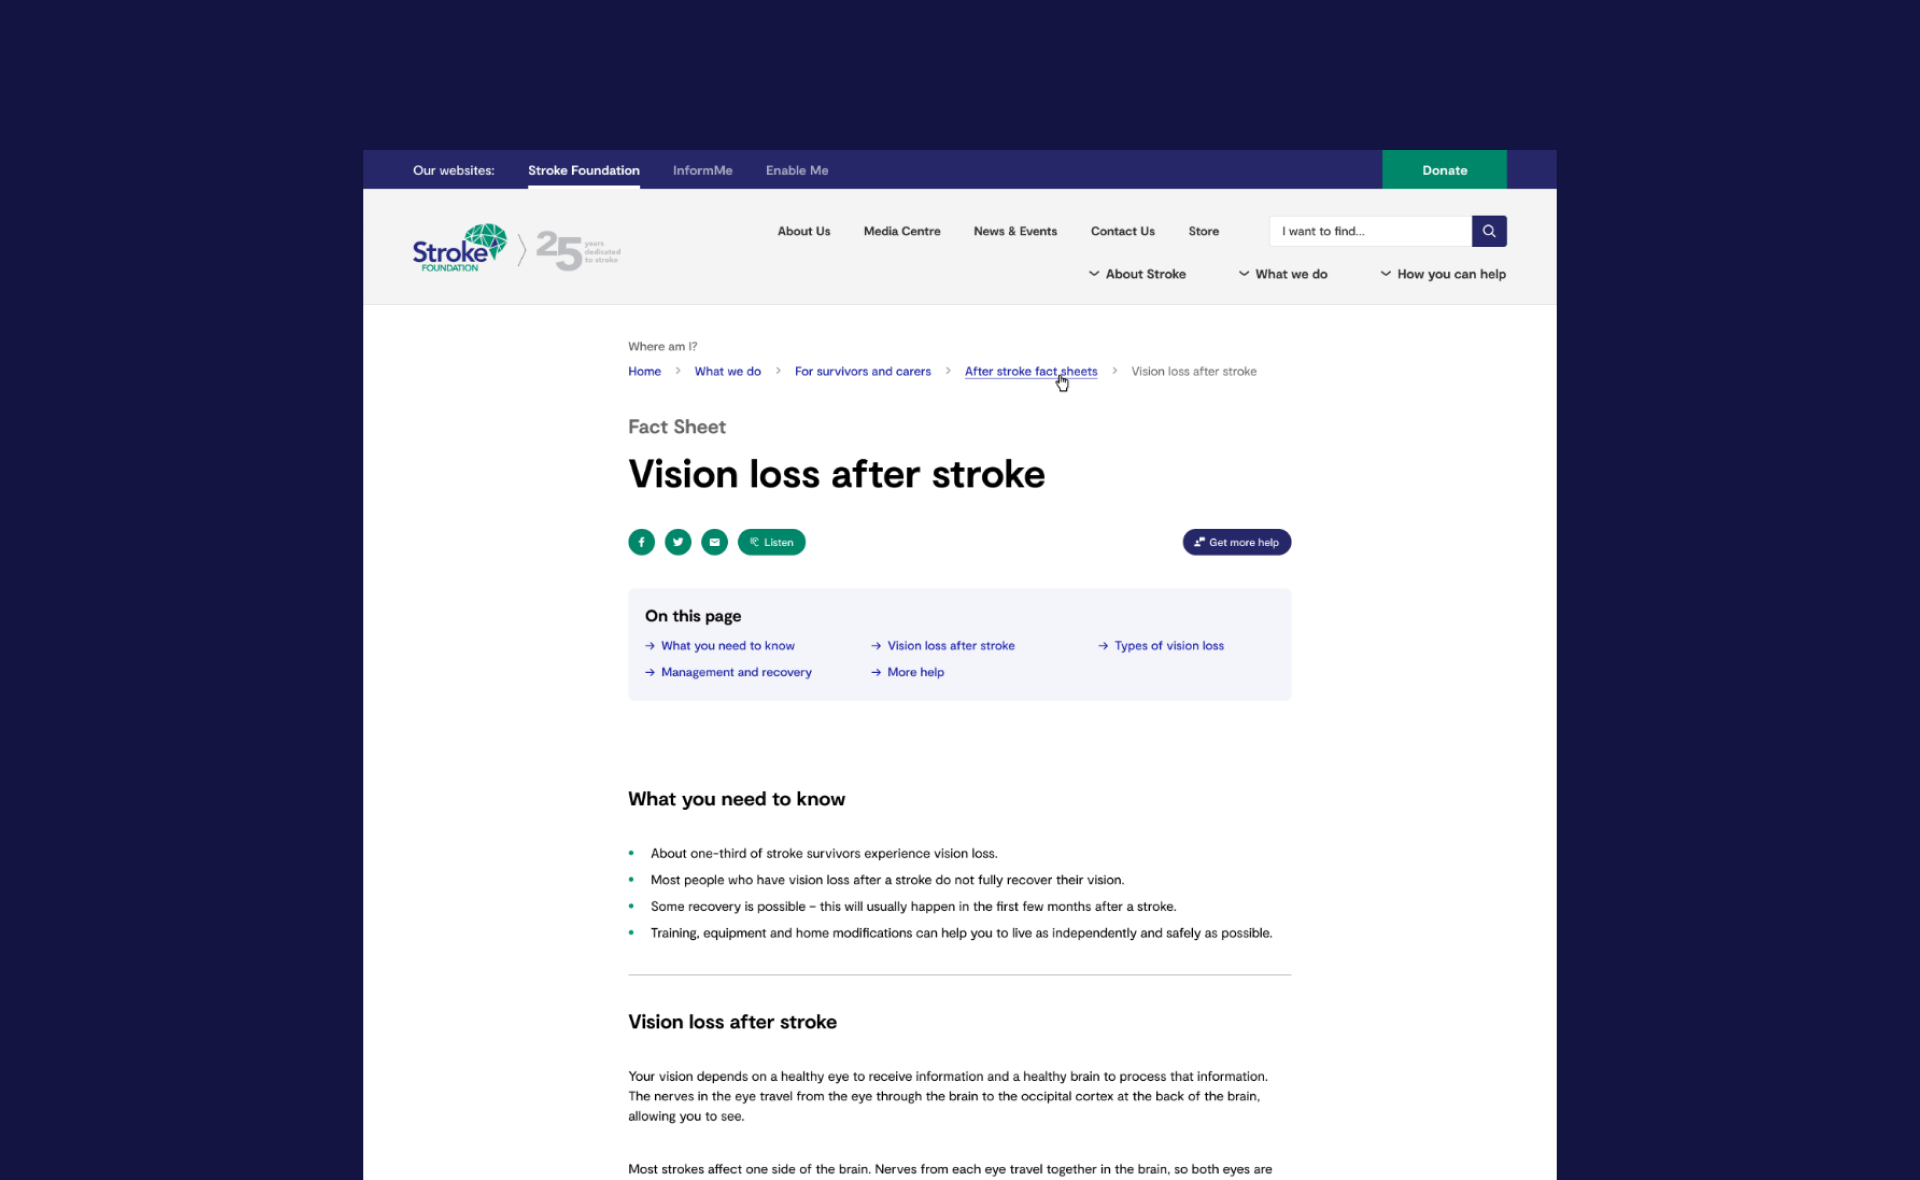 Our websites: Stroke Foundation InformMe Enable Me Donate
Stroke FOUNDATION 25 years dedicated to stroke
About Us Media Centre News & Events Contact Us Store I want to find...
About Stroke What we do How you can help
Where am I?
Home > What we do > For survivors and carers > After stroke fact sheets > Vision loss after stroke
Fact Sheet
Vision loss after stroke
Listen Get more help
On this page
→ What you need to know → Vision loss after stroke → Types of vision loss
→ Management and recovery → More help
What you need to know
• About one-third of stroke survivors experience vision loss.
• Most people who have vision loss after a stroke do not fully recover their vision.
• Some recovery is possible – this will usually happen in the first few months after a stroke.
• Training, equipment and home modifications can help you to live as independently and safely as possible.
Vision loss after stroke
Your vision depends on a healthy eye to receive information and a healthy brain to process that information.
The nerves in the eye travel from the eye through the brain to the occipital cortex at the back of the brain,
allowing you to see.
Most strokes affect one side of the brain. Nerves from each eye travel together in the brain, so both eyes are